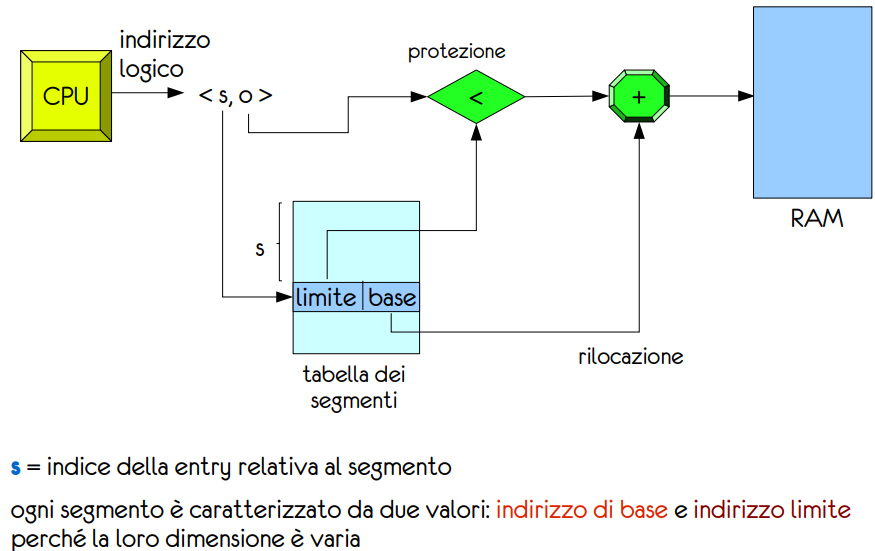 indirizzo
logico
protezione
CPU
< s, o >
<
+
RAM
s
limite
base
rilocazione
tabella dei
segmenti
s = indice della entry relativa al segmento
ogni segmento è caratterizzato da due valori: indirizzo di base e indirizzo limite
perché la loro dimensione è varia